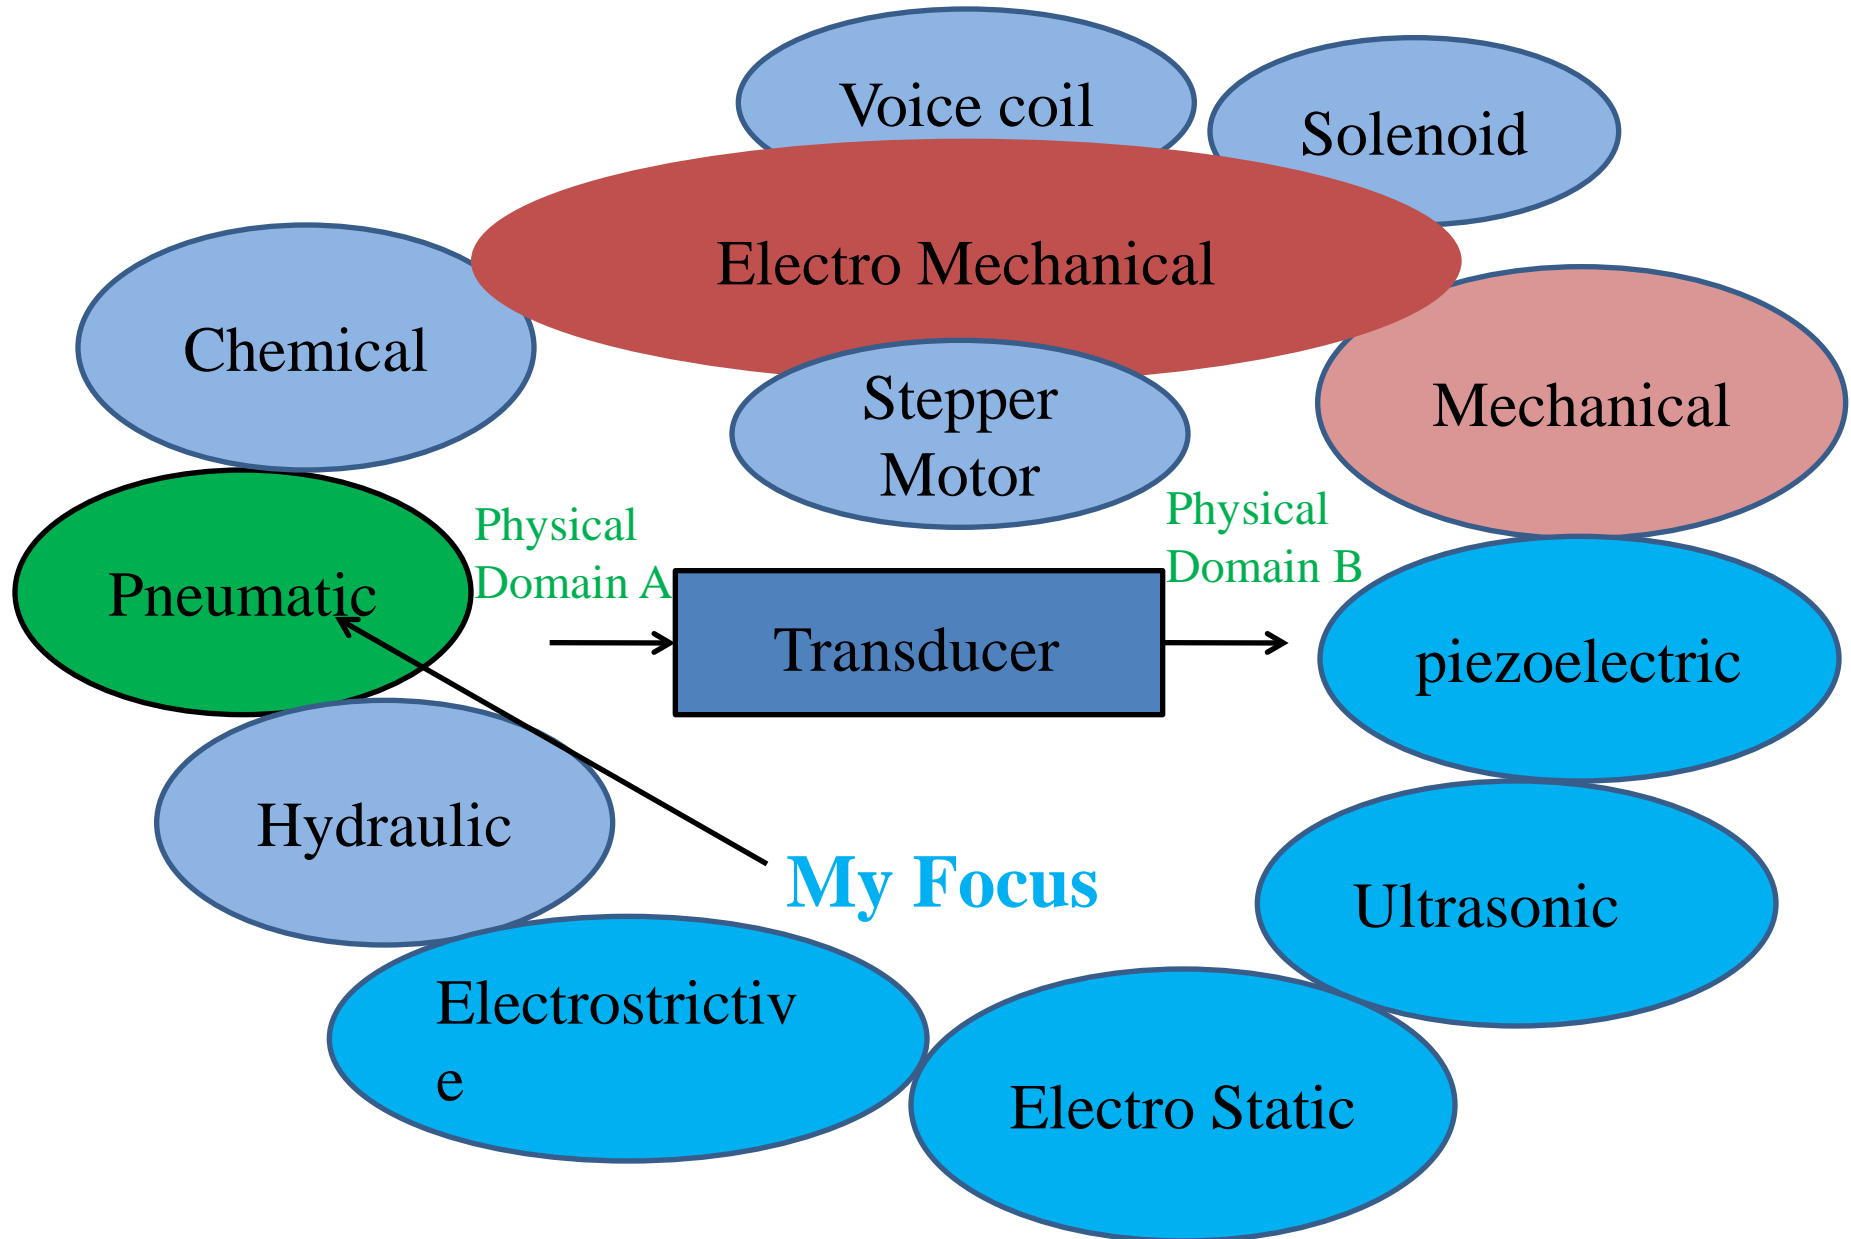 Voice coil
Solenoid
Electro Mechanical
Chemical
Stepper
Motor
Mechanical
Physical
Domain A
Physical
Domain B
Pneumatic
Transducer
piezoelectric
Hydraulic
My Focus
Ultrasonic
Electrostrictiv
e
Electro Static